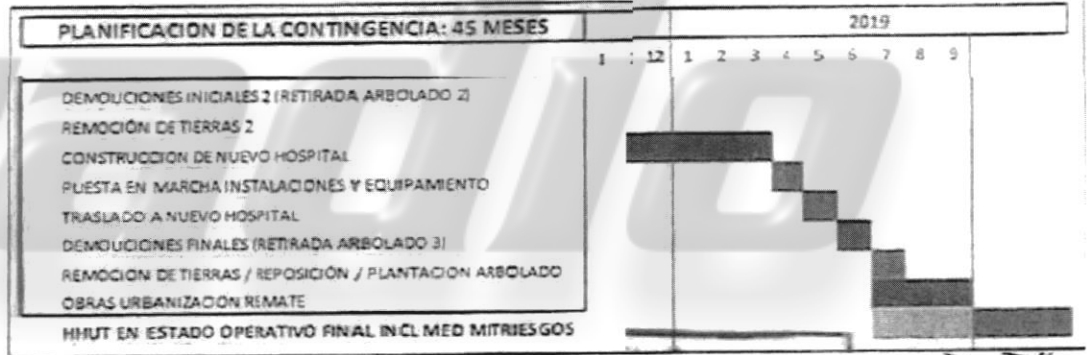 PLANIFICACION DE LA CONTINGENCIA: 45 MESES 2019
12 1 2 3 4 5 6 7 8 9
DEMOLICIONES INICIALES 2 (RETIRADA ARBOLADO 2)
REMOCIÓN DE TIERRAS 2
CONSTRUCCION DE NUEVO HOSPITAL
PUESTA EN MARCHA INSTALACIONES Y EQUIPAMIENTO
TRASLADO A NUEVO HOSPITAL
DEMOLICIONES FINALES (RETIRADA ARBOLADO 3)
REMOCION DE TIERRAS / REPOSICIÓN / PLANTACION ARBOLADO
OBRAS URBANIZACION REMATE
HHUT EN ESTADO OPERATIVO FINAL INCL MED MITRIESGOS